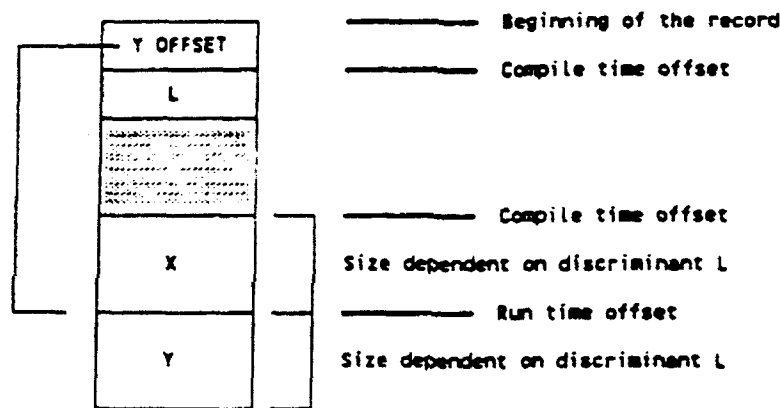 Beginning of the record
Y OFFSET
Compile time offset
L
Compile time offset
X
Size dependent on discriminant L
Run time offset
Y
Size dependent on discriminant L